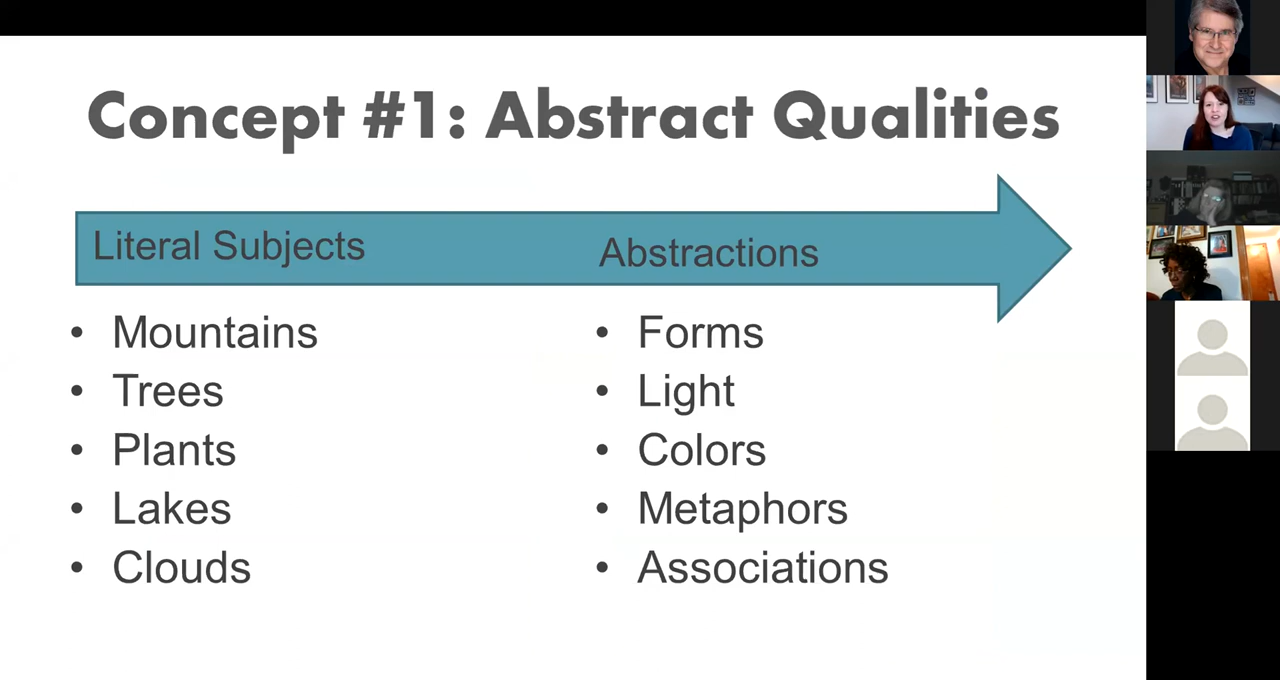 Concept #1: Abstract Qualities
Literal Subjects
Abstractions
• Mountains
• Trees
• Plants
• Lakes
• Clouds
• Forms
• Light
• Colors
• Metaphors
• Associations